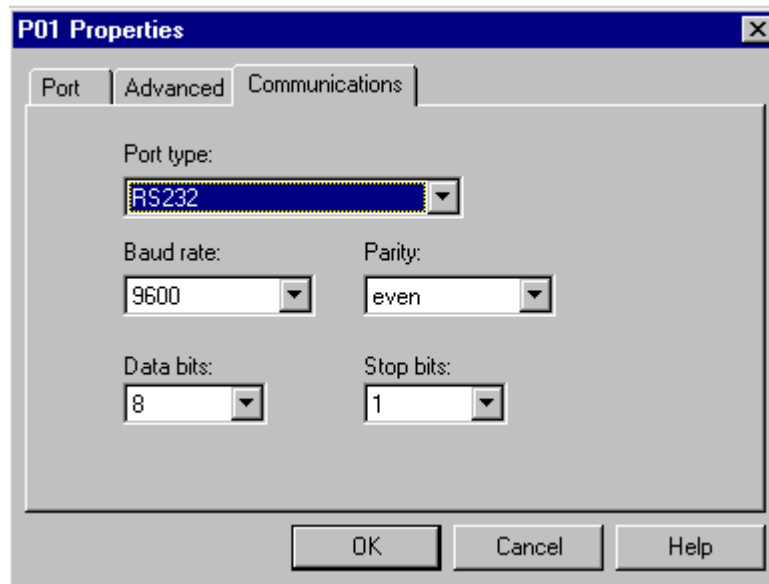 P01 Properties
Port Advanced Communications
Port type:
RS232
Baud rate: Parity:
9600 even
Data bits: Stop bits:
8 1
OK Cancel Help